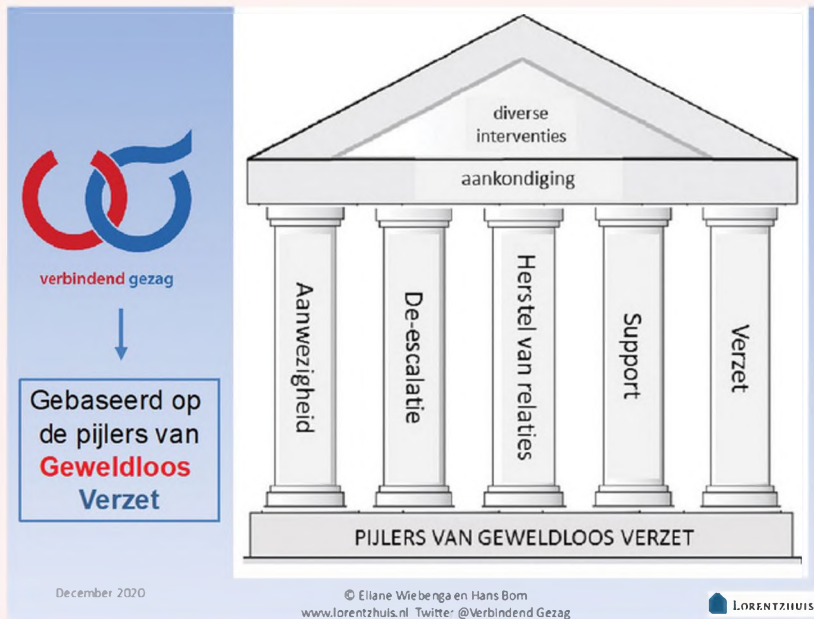 verbindend gezag
Gebaseerd op
de pijlers van
Geweldloos
Verzet
diverse
interventies
aankondiging
Aanwezigheid
De-escalatie
Herstel van relaties
Support
Verzet
PIJLERS VAN GEWELDLOOS VERZET
December 2020
© Eliane Wiebenga en Hans Bom
www.lorentzhuis.nl Twitter @Verbindend Gezag
LORENTZHUIS